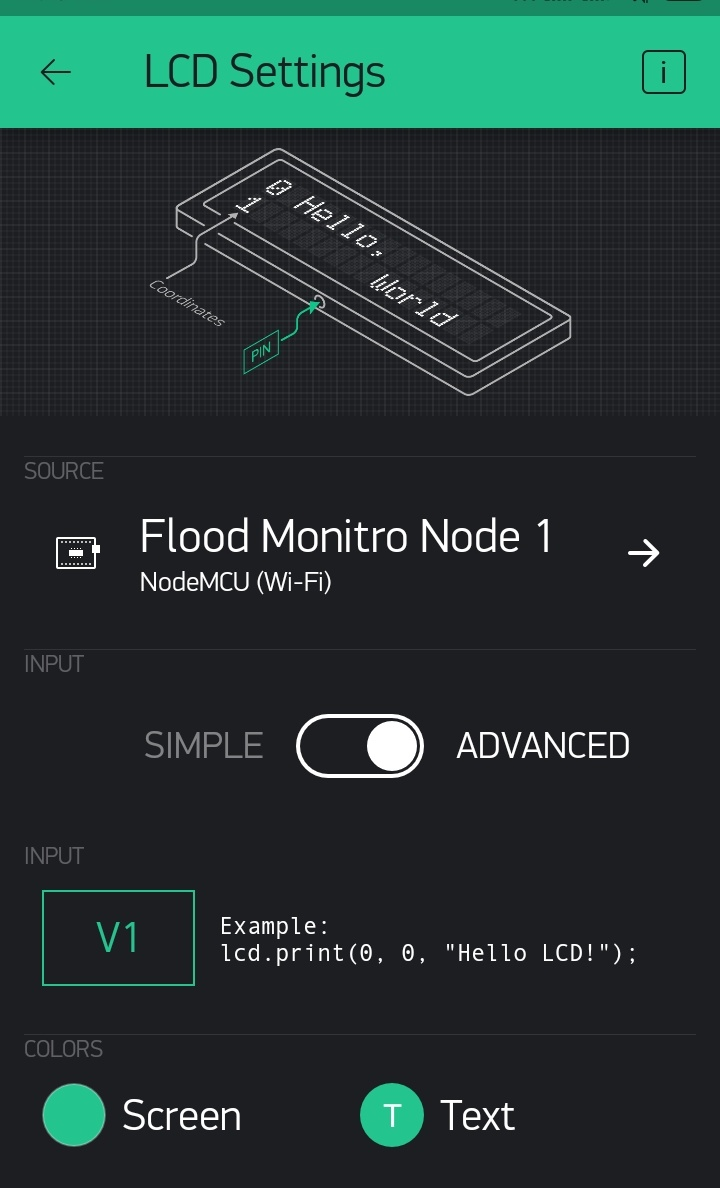 LCD Settings
i
0 Hello,
1
World
Coordinates
PIN
SOURCE
Flood Monitro Node 1
NodeMCU (Wi-Fi)
INPUT
SIMPLE ADVANCED
INPUT
V1
Example:
lcd.print(0, 0, "Hello LCD!");
COLORS
Screen
T Text